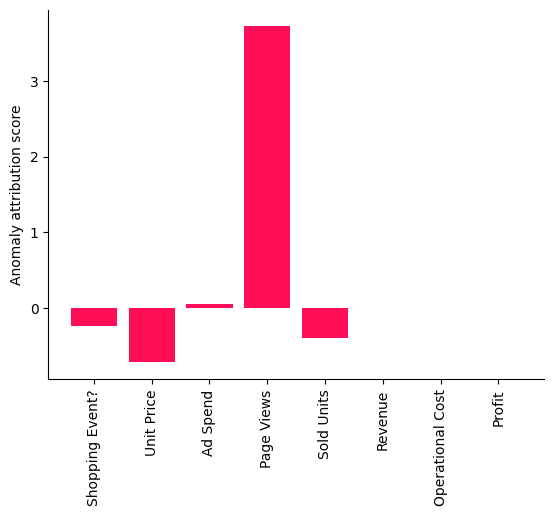 Anomaly attribution score
3
2
1
0
Shopping Event?
Unit Price
Ad Spend
Page Views
Sold Units
Revenue
Operational Cost
Profit